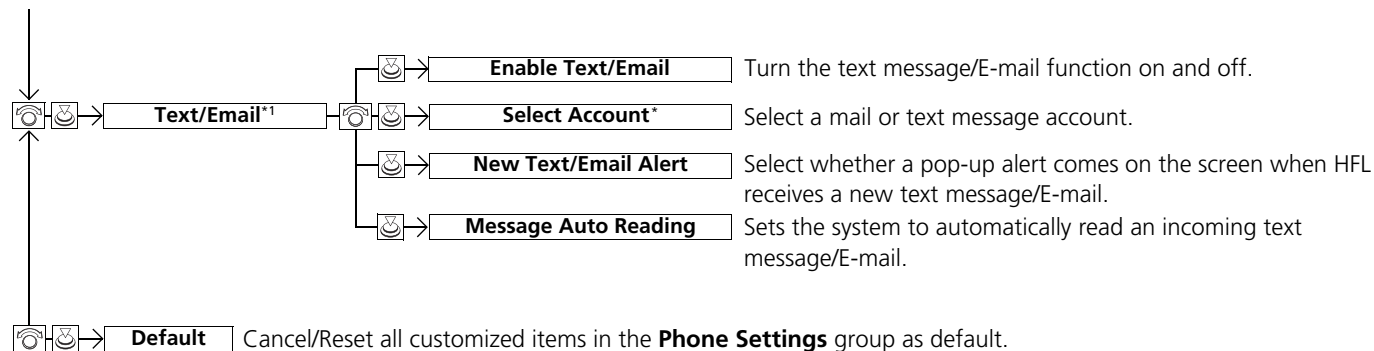 Enable Text/Email Turn the text message/E-mail function on and off.
Text/Email*1 Select Account* Select a mail or text message account.
New Text/Email Alert Select whether a pop-up alert comes on the screen when HFL
receives a new text message/E-mail.
Message Auto Reading Sets the system to automatically read an incoming text
message/E-mail.
Default Cancel/Reset all customized items in the Phone Settings group as default.